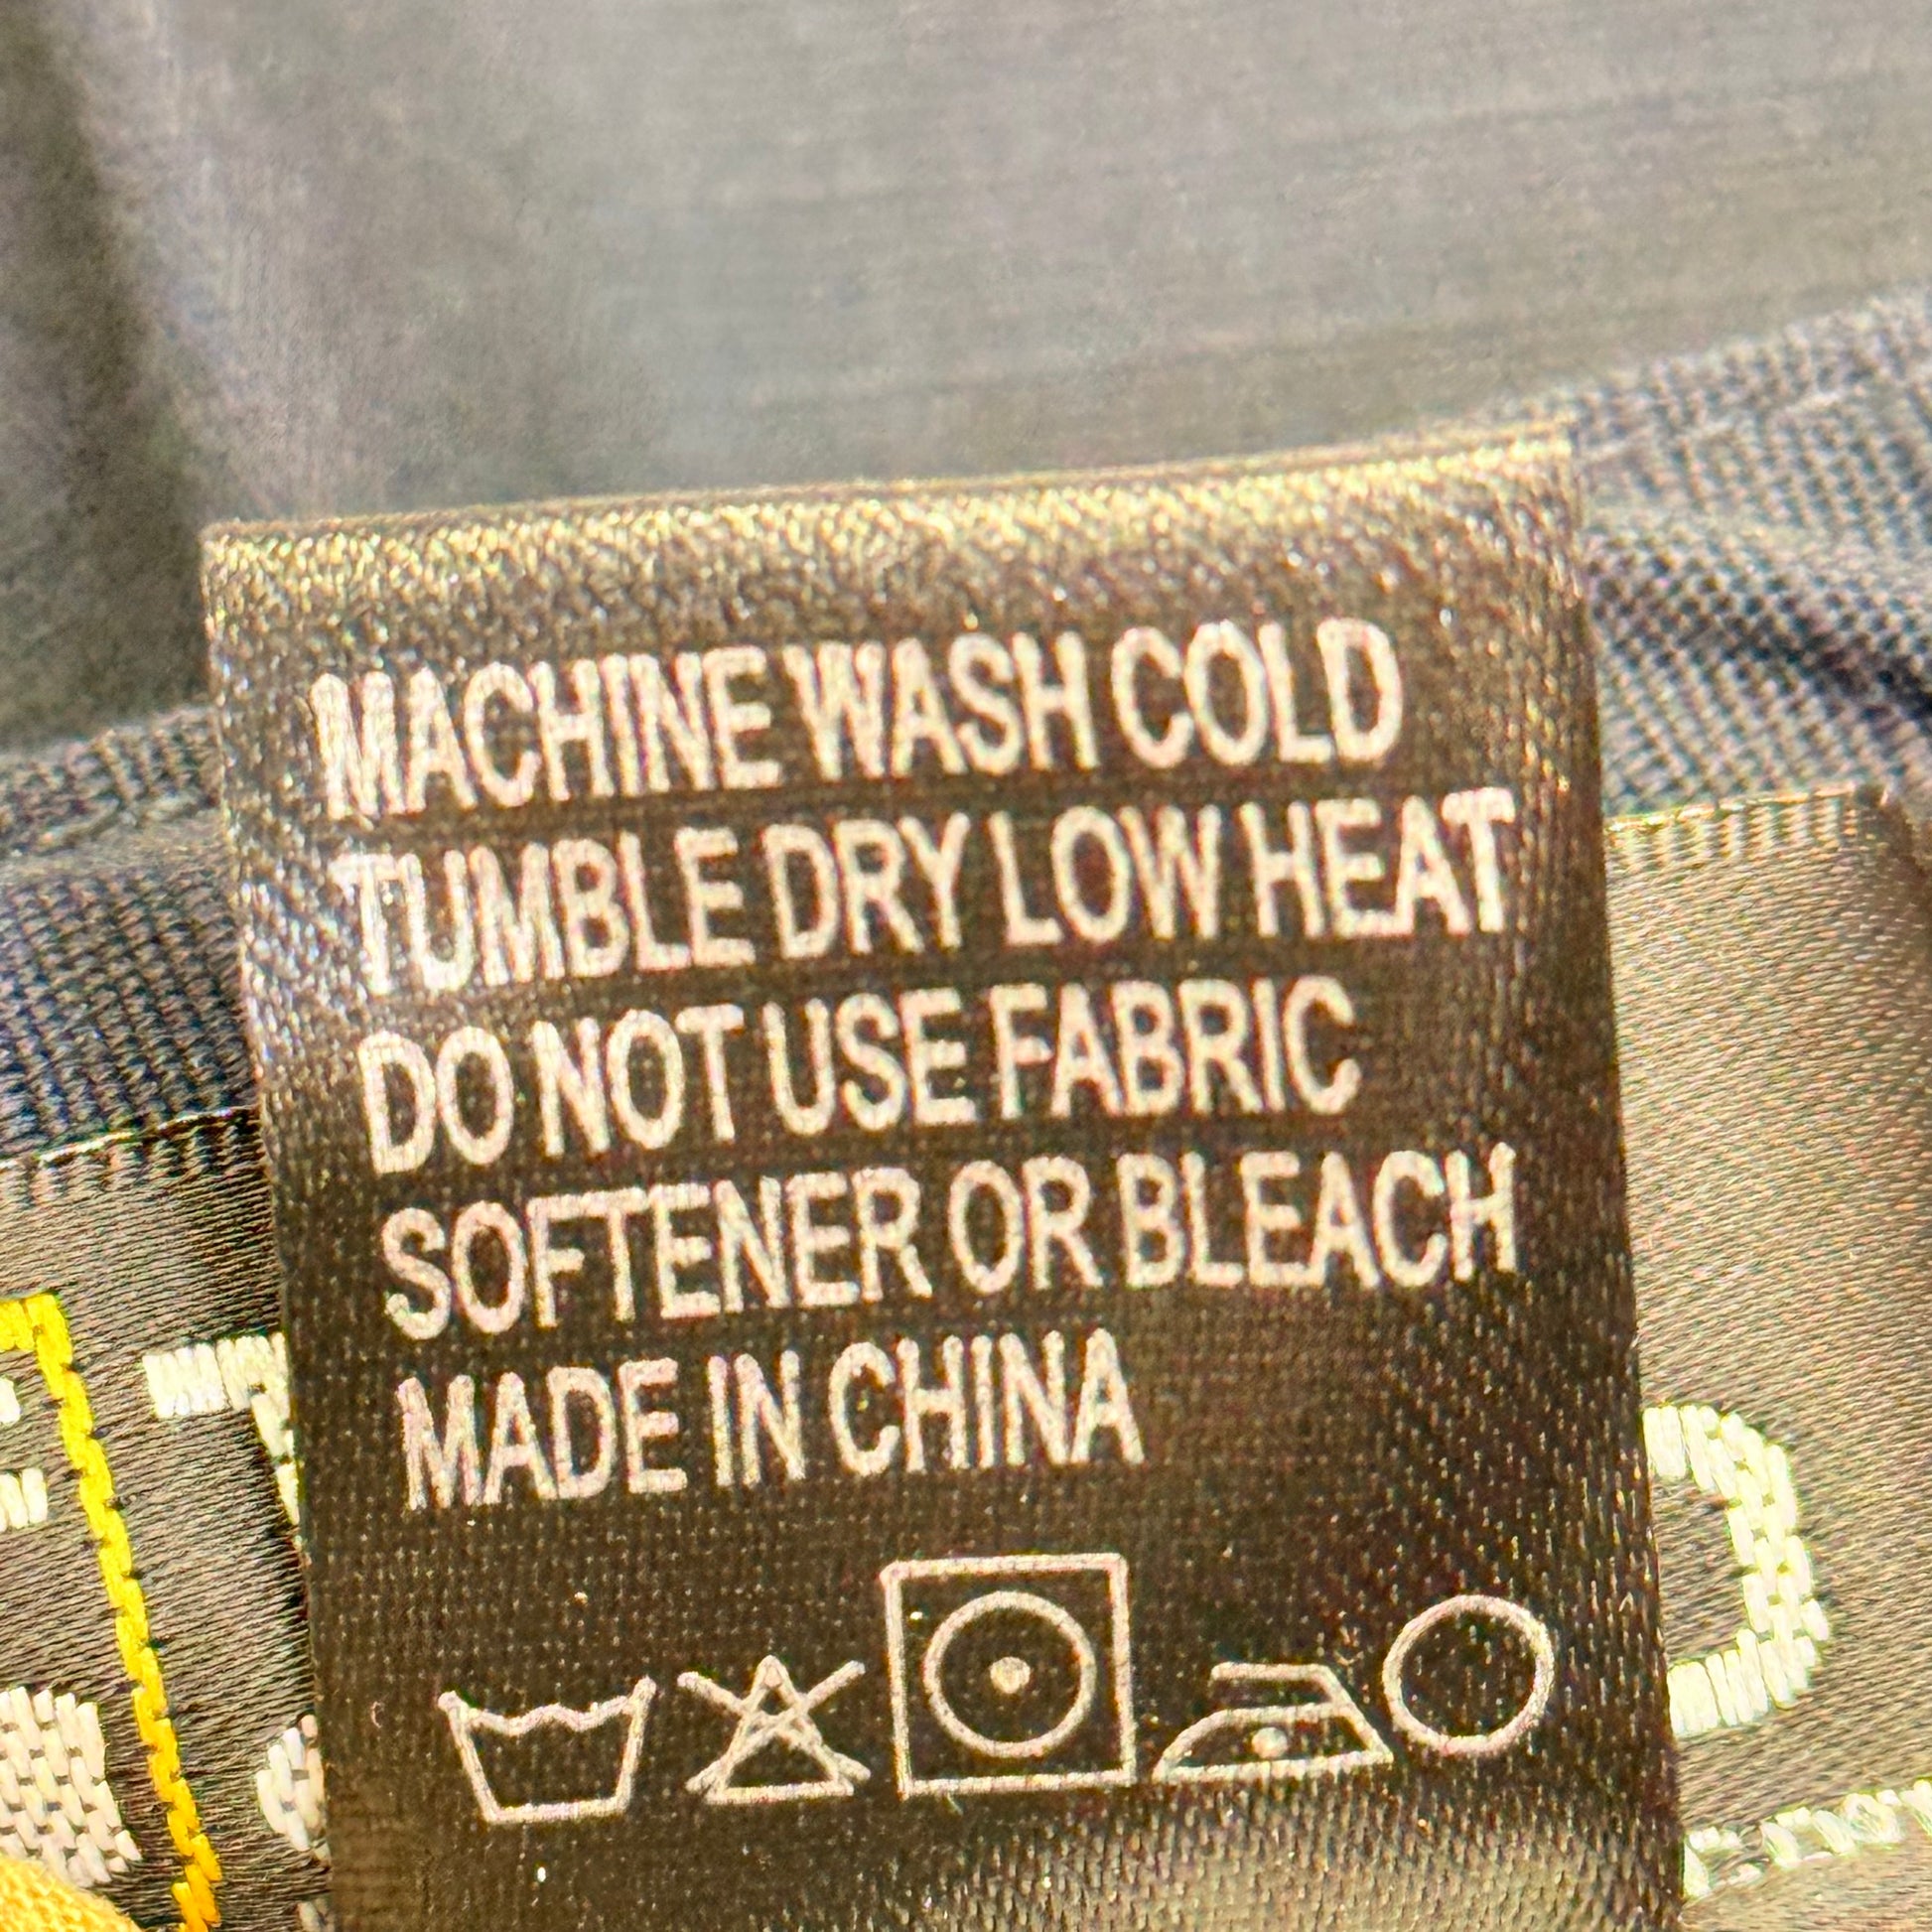 MACHINE WASH COLD
TUMBLE DRY LOW HEAT
DO NOT USE FABRIC
SOFTENER OR BLEACH
MADE IN CHINA